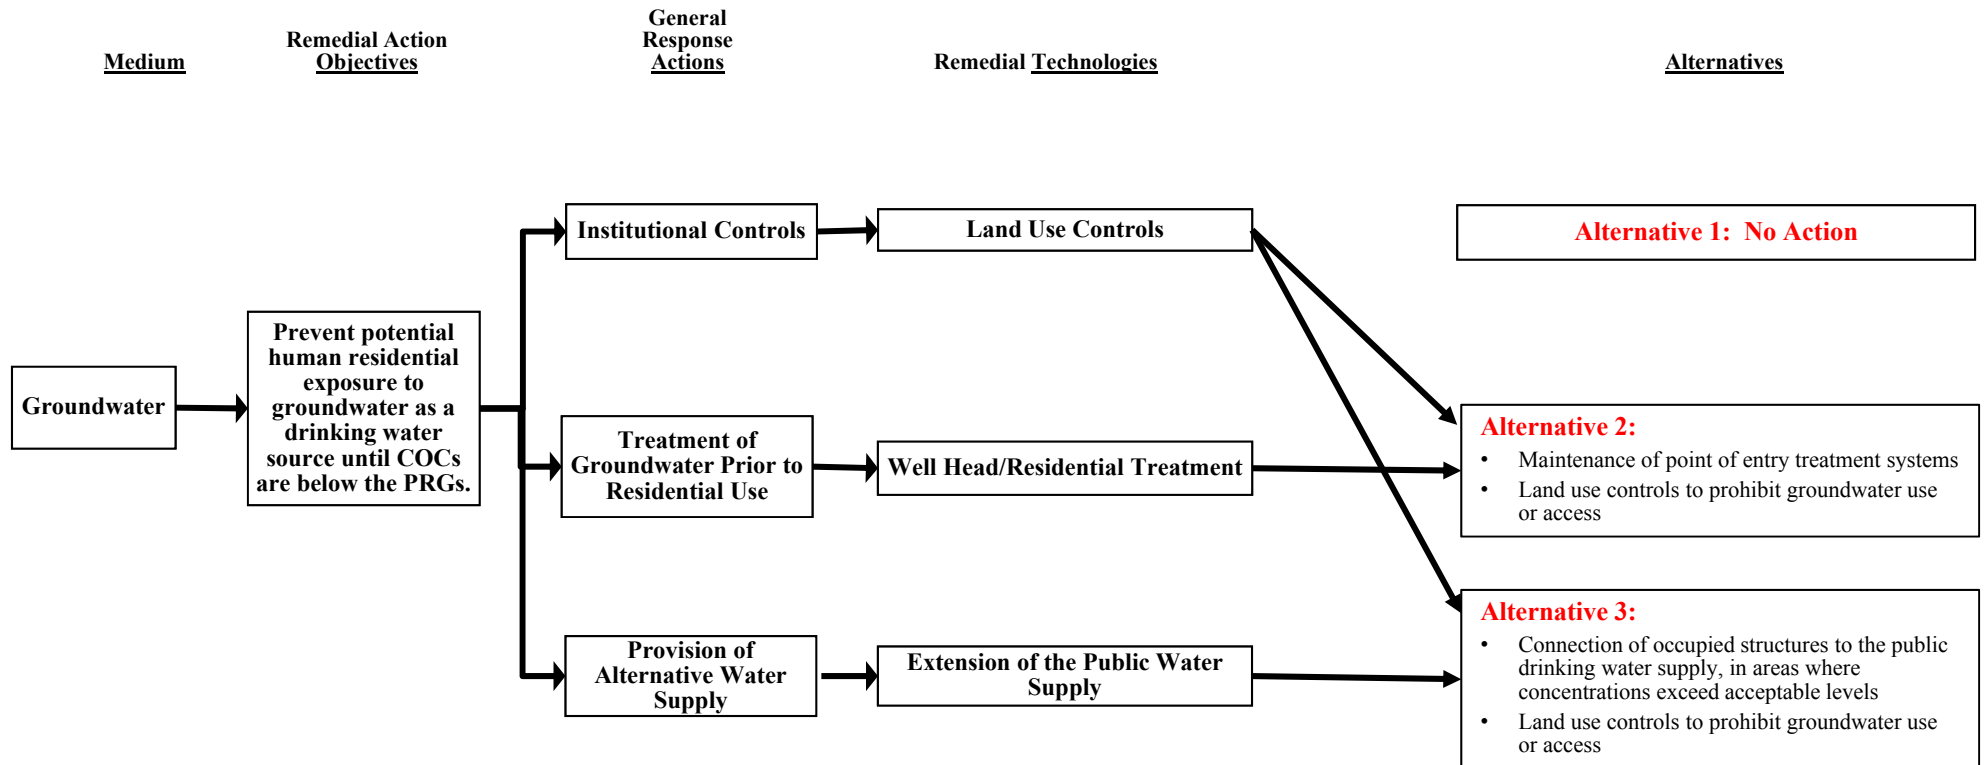 Medium
Remedial Action
Objectives
General
Response
Actions
Remedial Technologies
Alternatives
Groundwater
Prevent potential
human residential
exposure to
groundwater as a
drinking water
source until COCs
are below the PRGs.
Institutional Controls
Land Use Controls
Alternative 1:  No Action
Treatment of
Groundwater Prior to
Residential Use
Well Head/Residential Treatment
Alternative 2:
• Maintenance of point of entry treatment systems
• Land use controls to prohibit groundwater use
or access
Provision of
Alternative Water
Supply
Extension of the Public Water
Supply
Alternative 3:
• Connection of occupied structures to the public
drinking water supply, in areas where
concentrations exceed acceptable levels
• Land use controls to prohibit groundwater use
or access